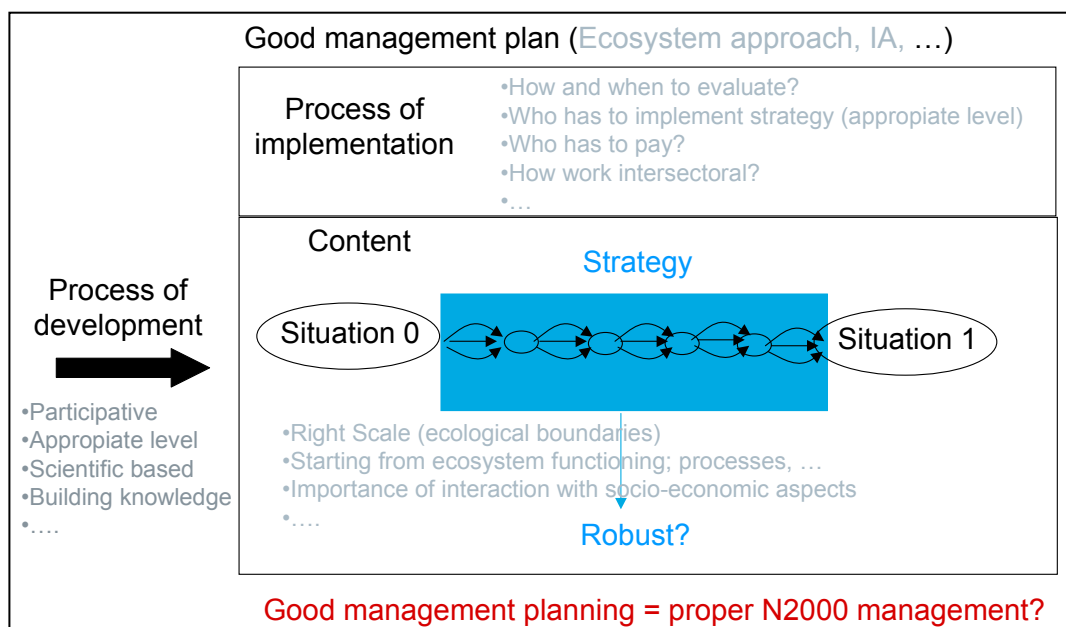 Good management plan (Ecosystem approach, IA, …)
Process of
implementation
•How and when to evaluate?
•Who has to implement strategy (appropiate level)
•Who has to pay?
•How work intersectoral?
•…
Process of
development
•Participative
•Appropiate level
•Scientific based
•Building knowledge
•….
Content
Strategy
Situation 0
Situation 1
•Right Scale (ecological boundaries)
•Starting from ecosystem functioning; processes, …
•Importance of interaction with socio-economic aspects
•….
Robust?
Good management planning = proper N2000 management?